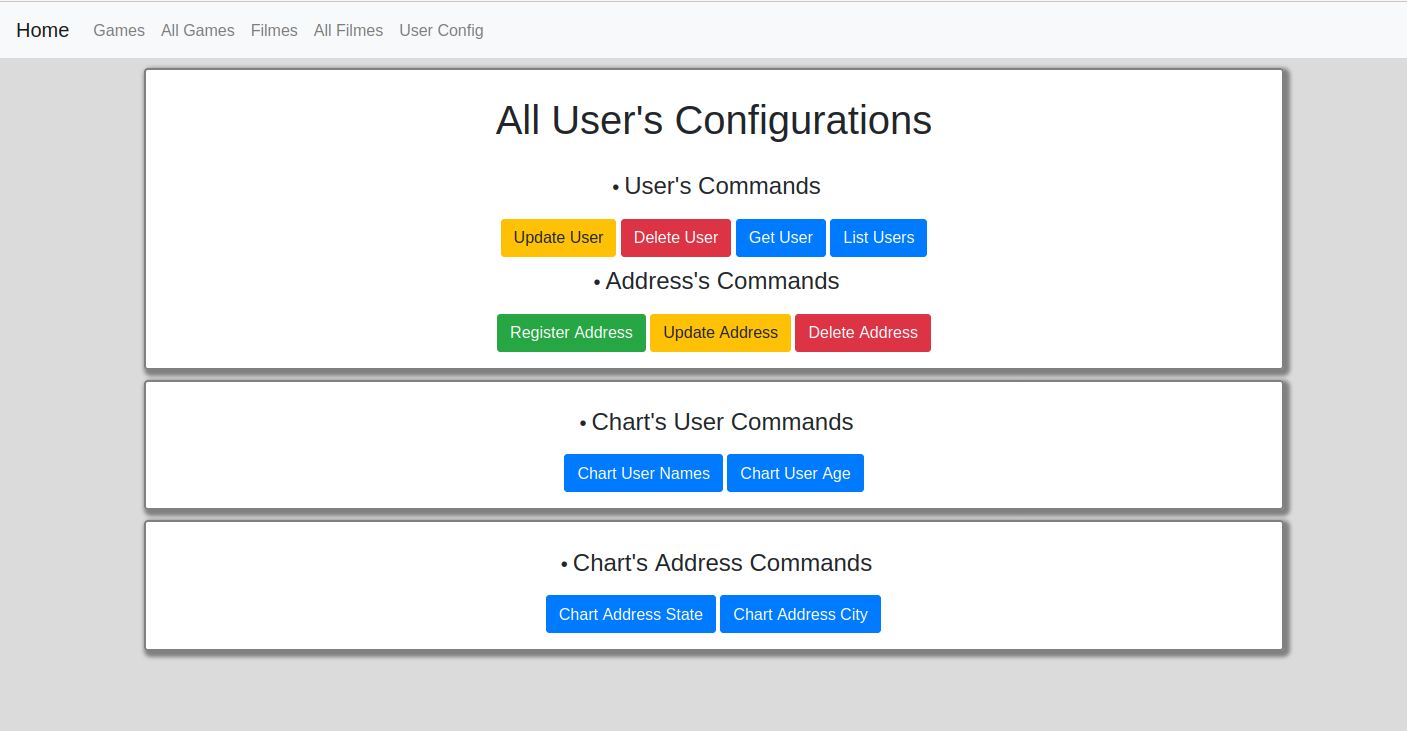 Home Games All Games Filmes All Filmes User Config
All User's Configurations
• User's Commands
Update User Delete User Get User List Users
• Address's Commands
Register Address Update Address Delete Address
• Chart's User Commands
Chart User Names Chart User Age
• Chart's Address Commands
Chart Address State Chart Address City